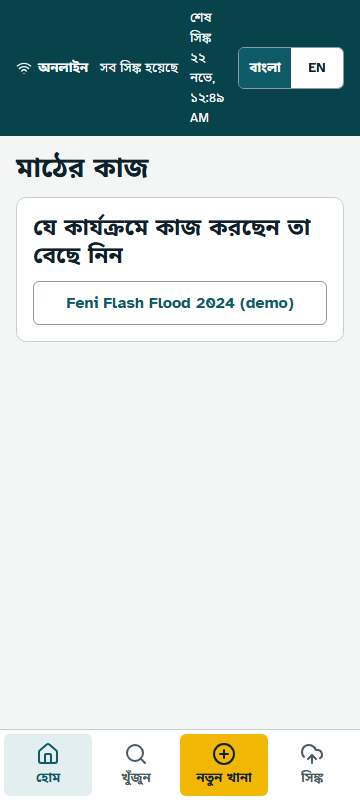 অনলাইন
সব সিঙ্ক হয়েছে
শেষ
সিঙ্ক
২২
নভে,
১২:৪৯
AM
বাংলা
EN
মাঠের কাজ
যে কার্যক্রমে কাজ করছেন তা
বেছে নিন
Feni Flash Flood 2024 (demo)
হোম
খুঁজুন
নতুন খানা
সিঙ্ক